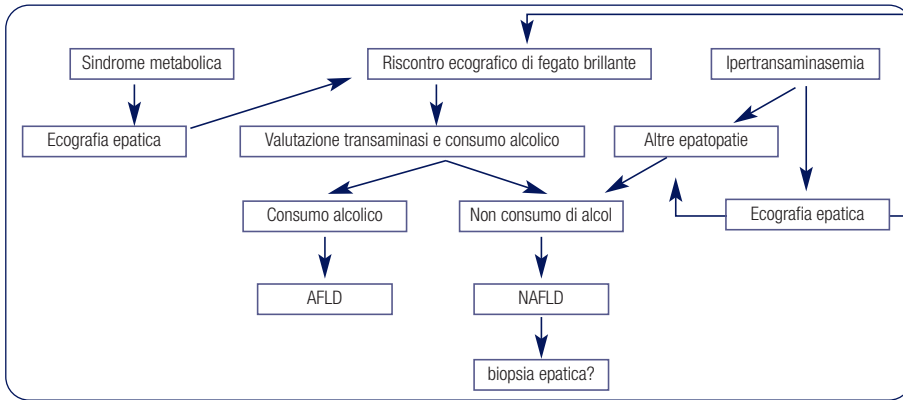 Sindrome metabolica
Riscontro ecografico di fegato brillante
Ipertransaminasemia
Ecografia epatica
Valutazione transaminasi e consumo alcolico
Altre epatopatie
Consumo alcolico
Non consumo di alcol
Ecografia epatica
AFLD
NAFLD
biopsia epatica?